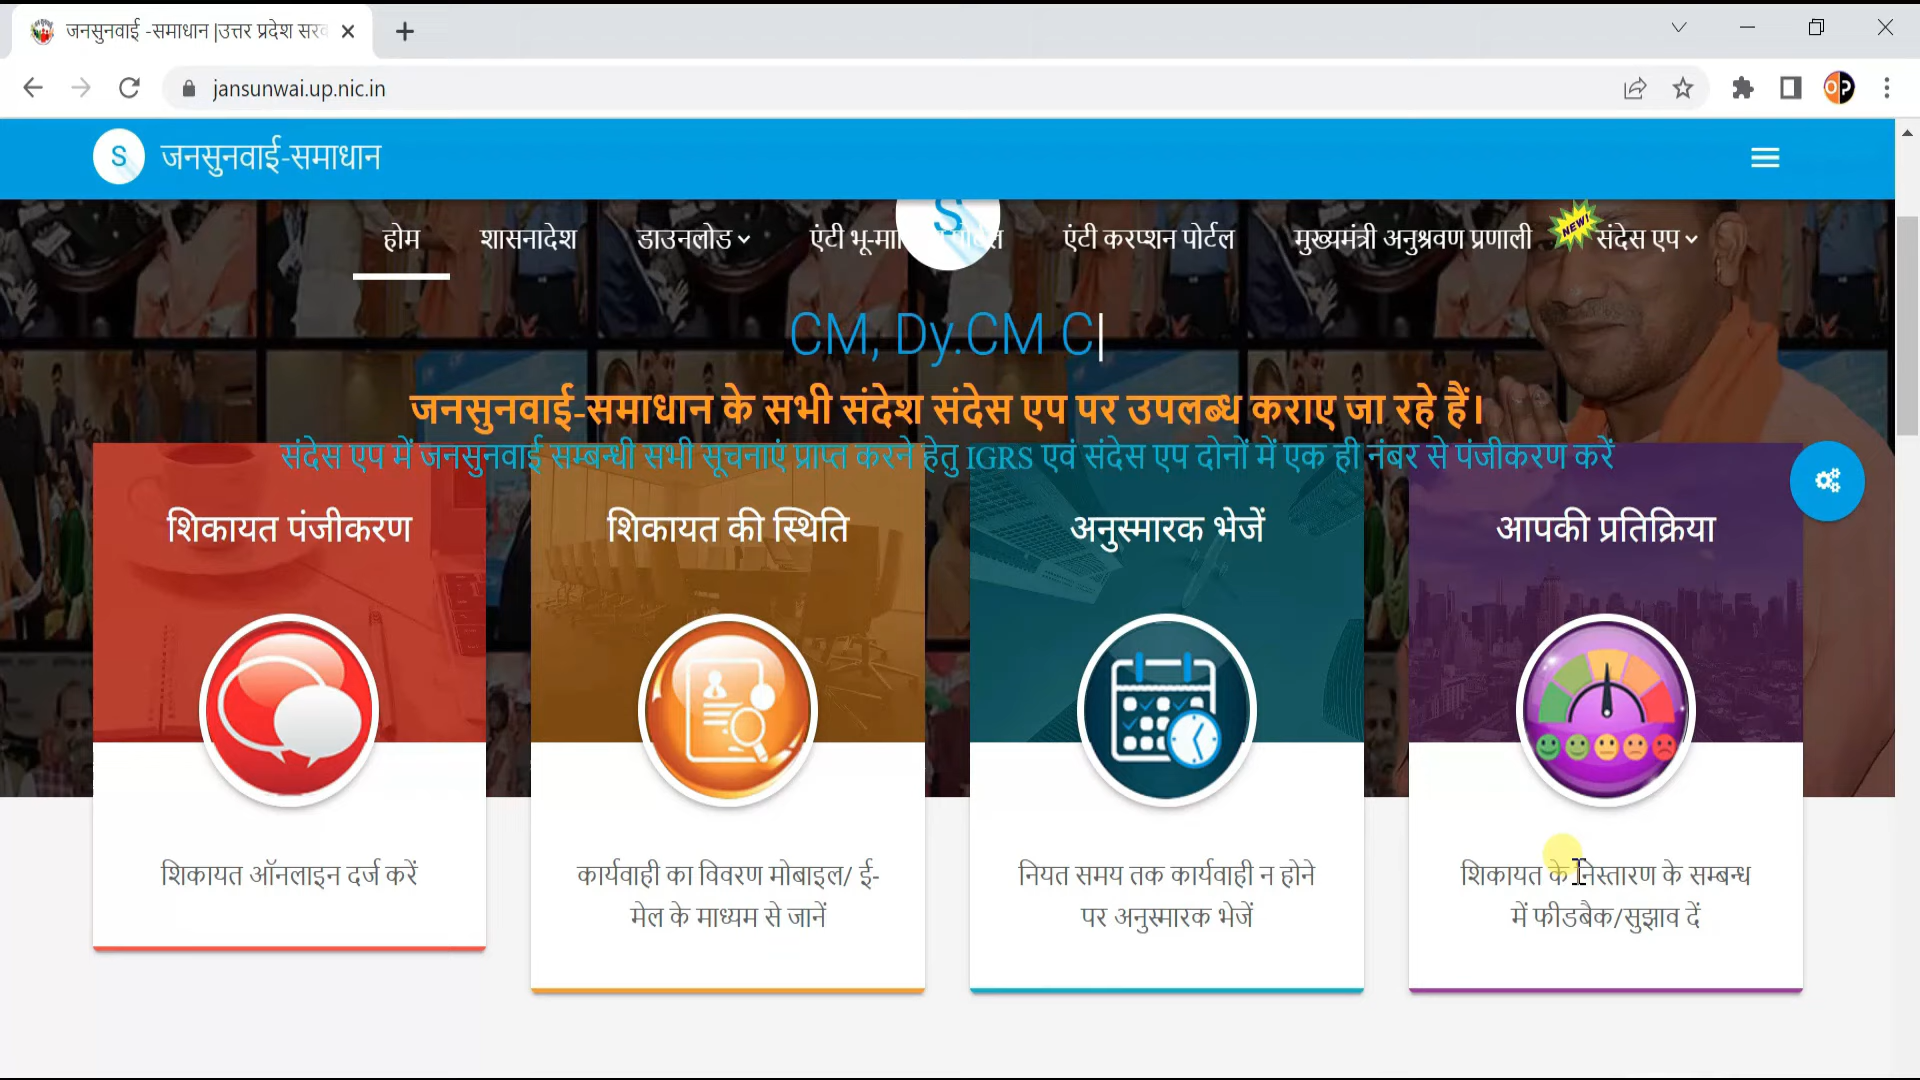 जनसुनवाई -समाधान |उत्तर प्रदेश सरव
jansunwai.up.nic.in
OP
S जनसुनवाई-समाधान
S
होम शासनादेश डाउनलोड एंटी भू-मा एंटी करप्शन पोर्टल मुख्यमंत्री अनुश्रवण प्रणाली NEW! संदेस एप
CM, Dy.CM C|
जनसुनवाई-समाधान के सभी संदेश संदेस एप पर उपलब्ध कराए जा रहे हैं।
संदेस एप में जनसुनवाई सम्बन्धी सभी सूचनाएं प्राप्त करने हेतु IGRS एवं संदेस एप दोनों में एक ही नंबर से पंजीकरण करें
शिकायत पंजीकरण
शिकायत ऑनलाइन दर्ज करें
शिकायत की स्थिति
कार्यवाही का विवरण मोबाइल/ ई-
मेल के माध्यम से जानें
अनुस्मारक भेजें
नियत समय तक कार्यवाही न होने
पर अनुस्मारक भेजें
आपकी प्रतिक्रिया
शिकायत के निस्तारण के सम्बन्ध
में फीडबैक/सुझाव दें